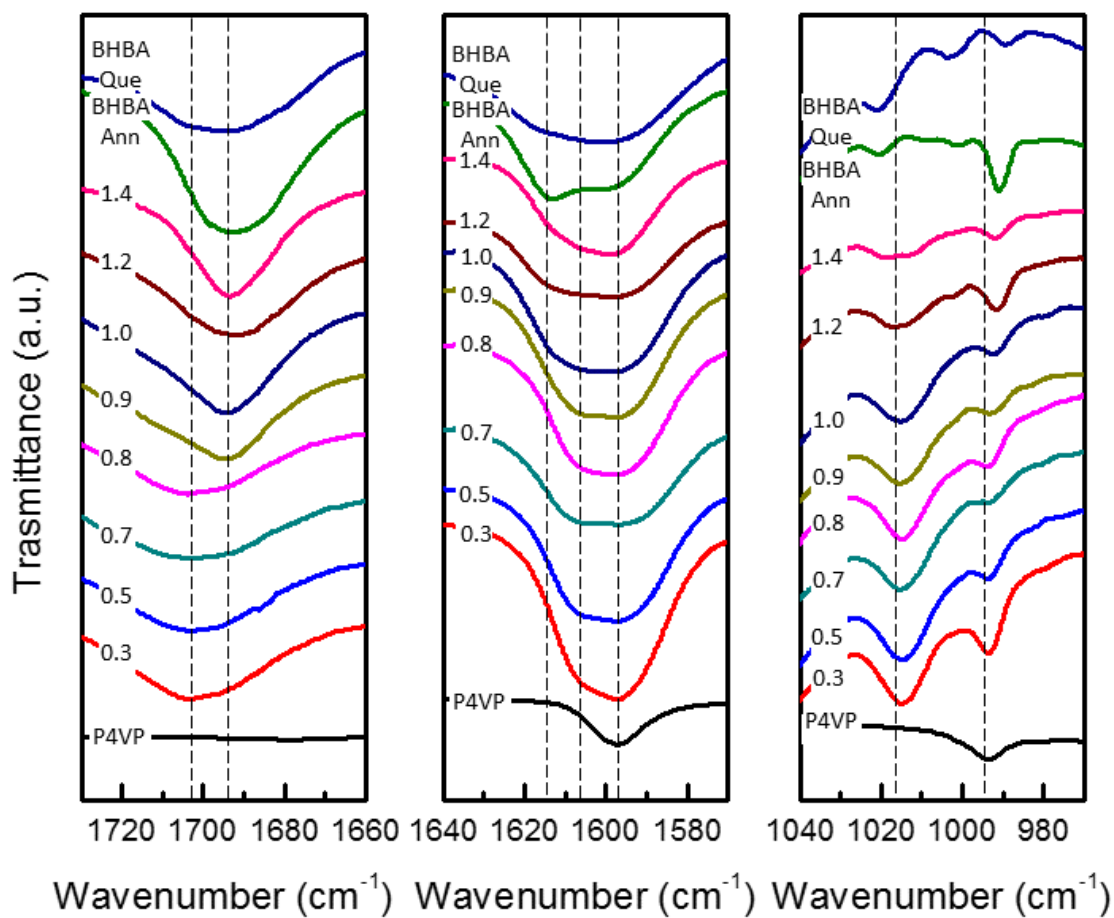 Trasmittance (a.u.)
BHBA
Que
BHBA
Ann
1.4
1.2
1.0
0.9
0.8
0.7
0.5
0.3
P4VP
1720 1700 1680 1660
Wavenumber (cm-1)
BHBA
Que
BHBA
Ann
1.4
1.2
1.0
0.9
0.8
0.7
0.5
0.3
P4VP
1640 1620 1600 1580
Wavenumber (cm-1)
BHBA
Que
BHBA
Ann
1.4
1.2
1.0
0.9
0.8
0.7
0.5
0.3
P4VP
1040 1020 1000 980
Wavenumber (cm-1)